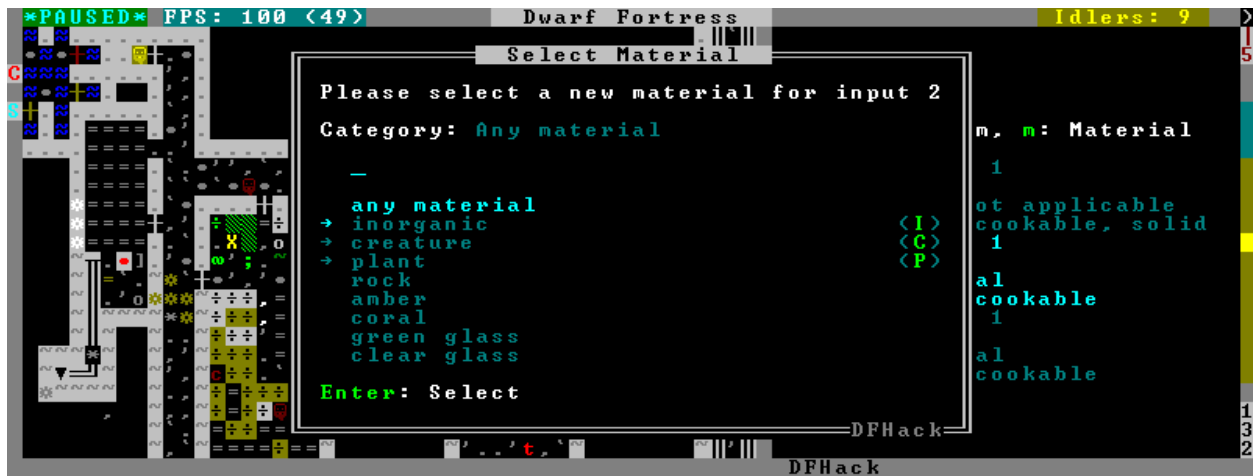 *PAUSED* FPS: 100 (49) Dwarf Fortress Idlers: 9
Select Material
Please select a new material for input 2
Category: Any material
m, m: Material
1
any material
ot applicable
→ inorganic <I>
cookable, solid
→ creature <C>
1
→ plant <P>
rock
al
amber
cookable
coral
1
green glass
clear glass
al
cookable
Enter: Select
DFHack
DFHack